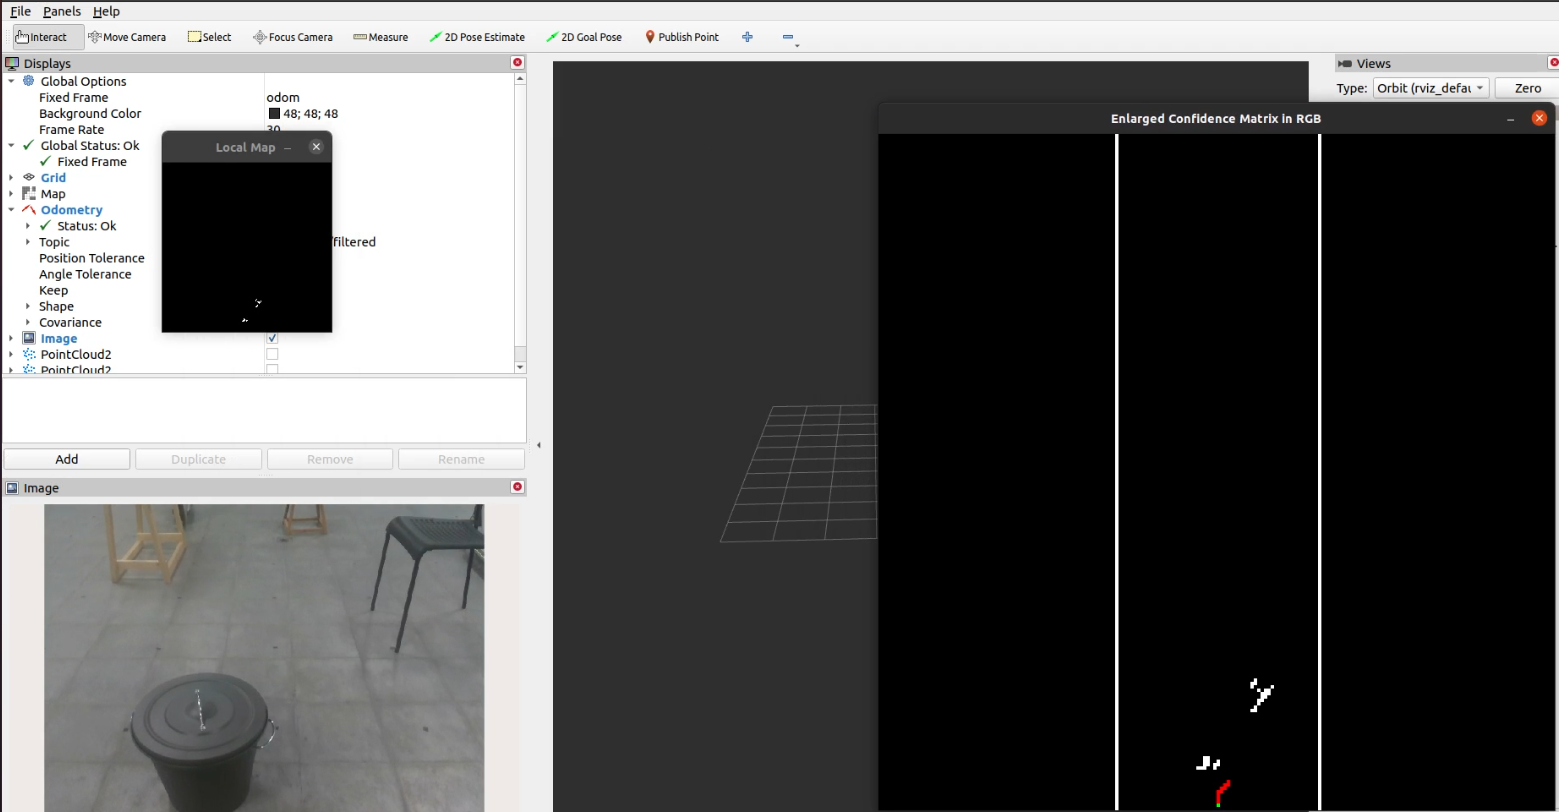 File Panels Help
Interact Move Camera Select Focus Camera Measure 2D Pose Estimate 2D Goal Pose Publish Point
Displays
Global Options
Fixed Frame odom
Background Color 48; 48; 48
Frame Rate 30
Global Status: Ok
Fixed Frame
Grid
Map
Odometry
Status: Ok
Topic /filtered
Position Tolerance
Angle Tolerance
Keep
Shape
Covariance
Image
PointCloud2
PointCloud2
Local Map
Add Duplicate Remove Rename
Image
Views
Type: Orbit (rviz_defau Zero
Enlarged Confidence Matrix in RGB